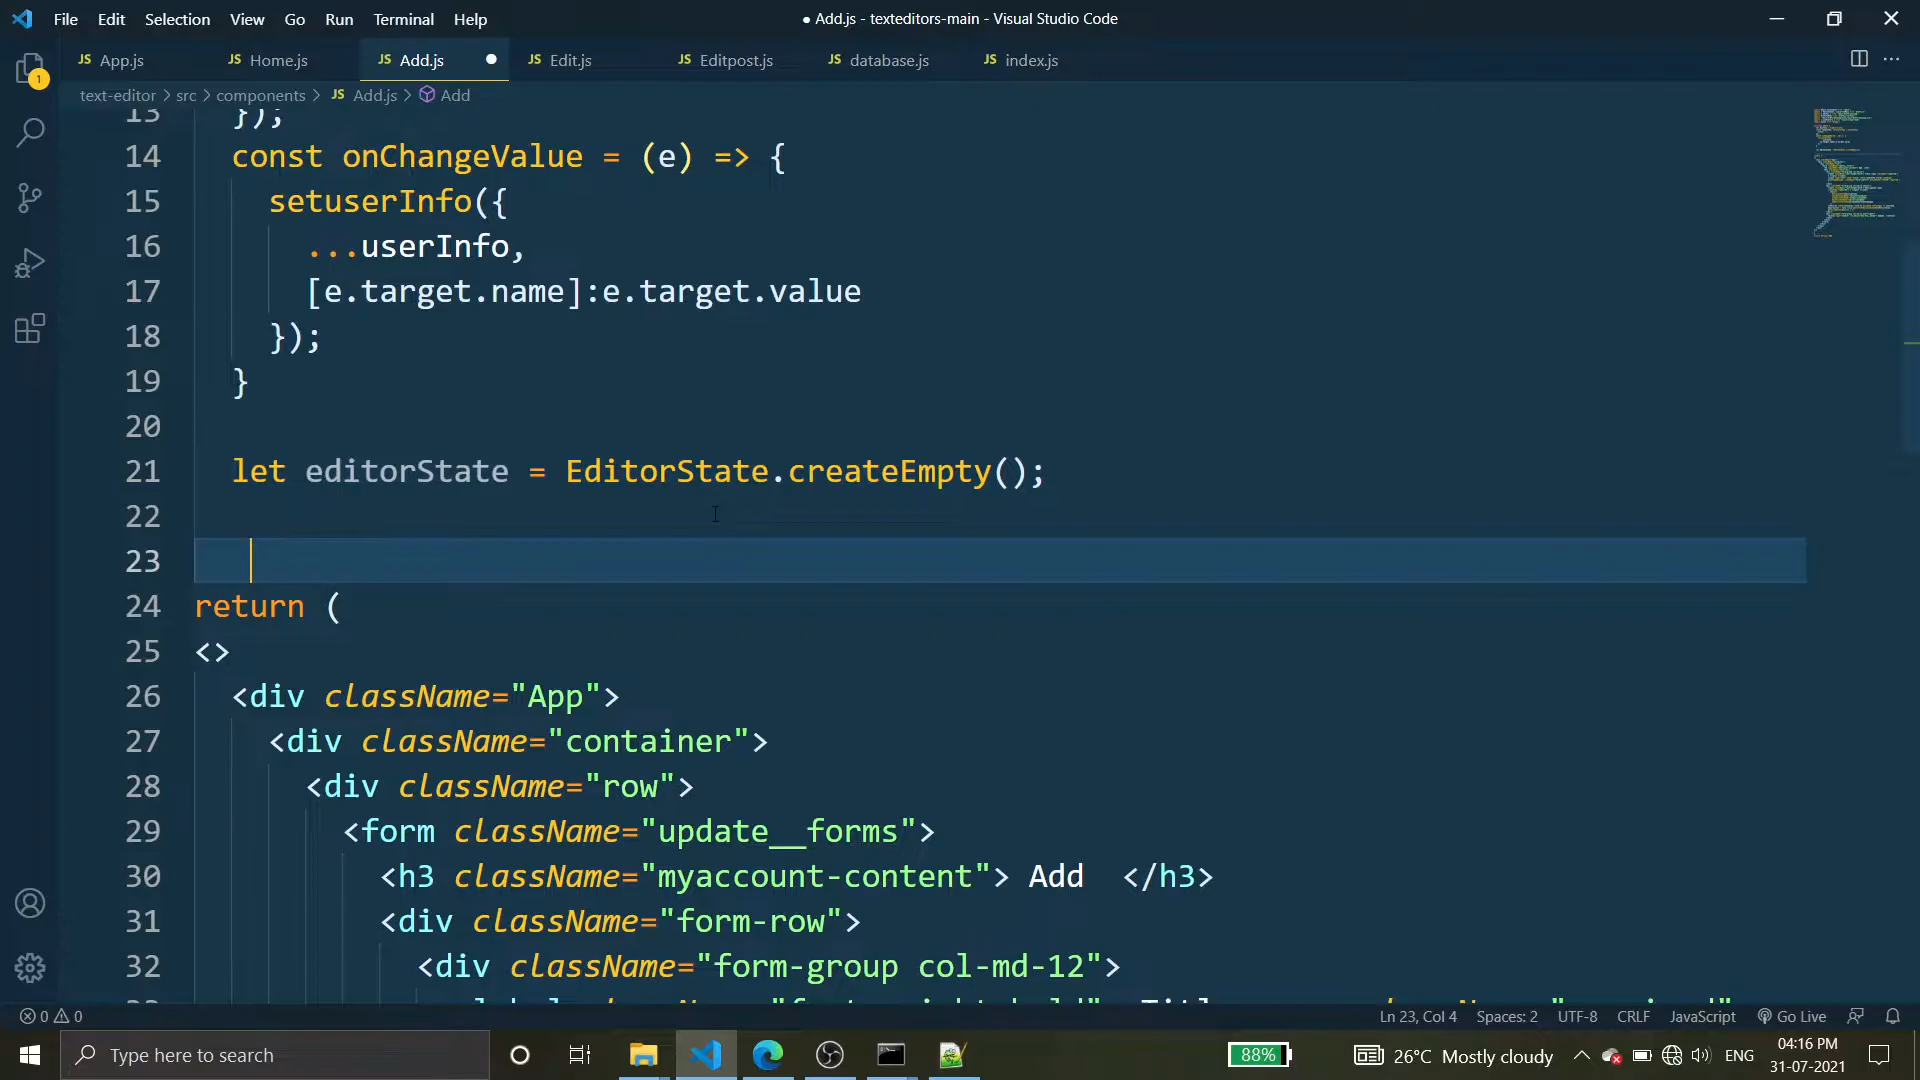 File Edit Selection View Go Run Terminal Help
● Add.js - texteditors-main - Visual Studio Code
JS App.js JS Home.js JS Add.js JS Edit.js JS Editpost.js JS database.js JS index.js
text-editor > src > components > JS Add.js > Add
1
13 });
14 const onChangeValue = (e) => {
15 setuserInfo({
16 ...userInfo,
17 [e.target.name]:e.target.value
18 });
19 }
20
21 let editorState = EditorState.createEmpty();
22
23
24 return (
25 <>
26 <div className="App">
27 <div className="container">
28 <div className="row">
29 <form className="update__forms">
30 <h3 className="myaccount-content"> Add </h3>
31 <div className="form-row">
32 <div className="form-group col-md-12">
0 0 Ln 23, Col 4 Spaces: 2 UTF-8 CRLF JavaScript Go Live
Type here to search 88% 26°C Mostly cloudy ENG 04:16 PM
31-07-2021